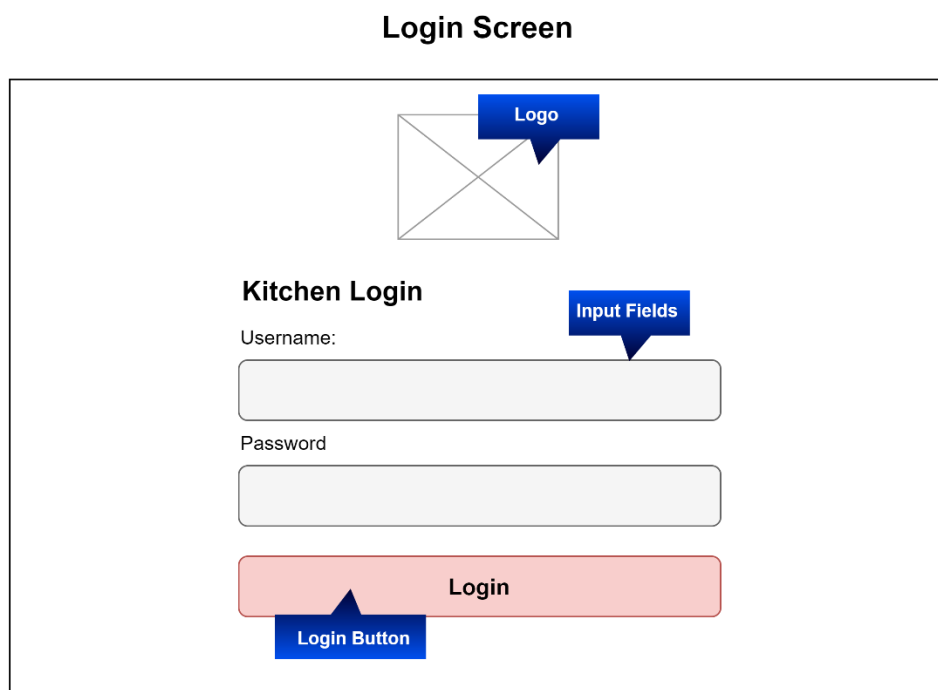 Login Screen
Logo
Kitchen Login
Input Fields
Username:
Password
Login
Login Button